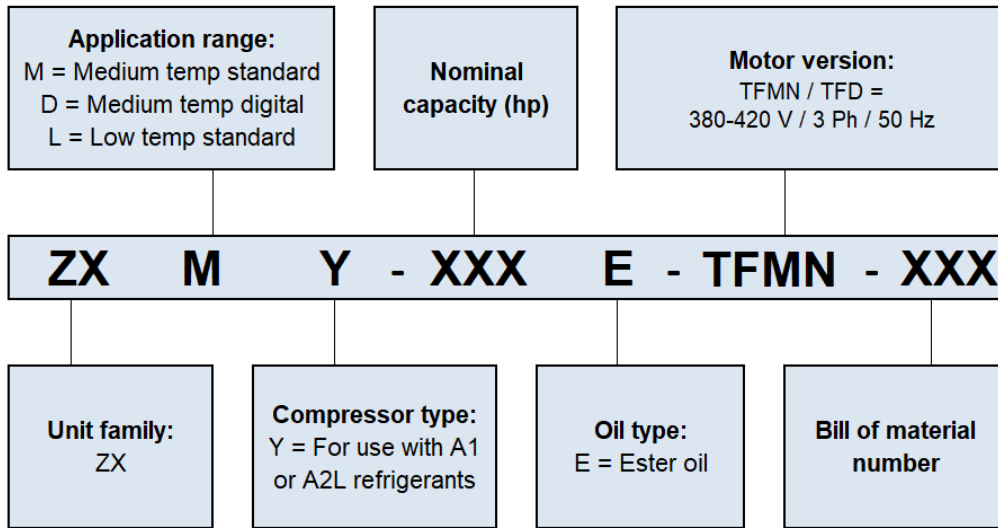 Application range:
M = Medium temp standard
D = Medium temp digital
L = Low temp standard
Nominal
capacity (hp)
Motor version:
TFMN / TFD =
380-420 V / 3 Ph / 50 Hz
ZX M Y - XXX E - TFMN - XXX
Unit family:
ZX
Compressor type:
Y = For use with A1
or A2L refrigerants
Oil type:
E = Ester oil
Bill of material
number